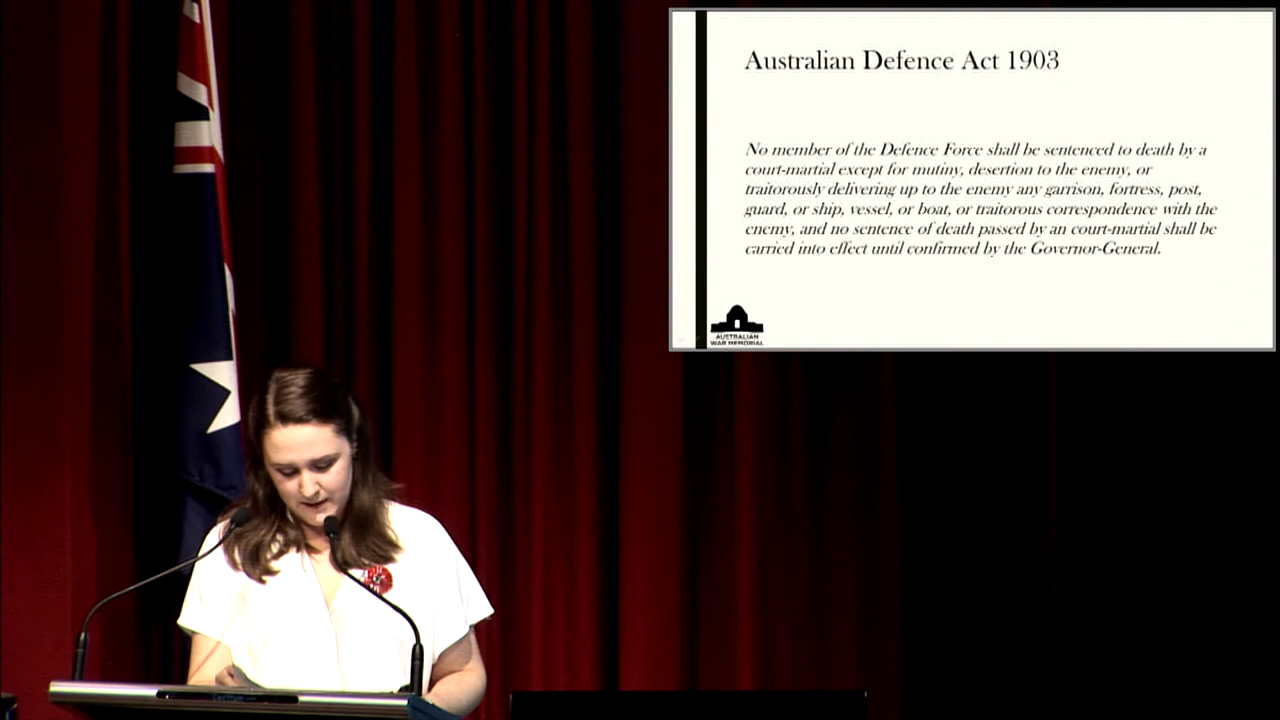 Australian Defence Act 1903
No member of the Defence Force shall be sentenced to death by a
court-martial except for mutiny, desertion to the enemy, or
traitorously delivering up to the enemy any garrison, fortress, post,
guard, or ship, vessel, or boat, or traitorous correspondence with the
enemy, and no sentence of death passed by an court-martial shall be
carried into effect until confirmed by the Governor-General.
AUSTRALIAN
WAR MEMORIAL